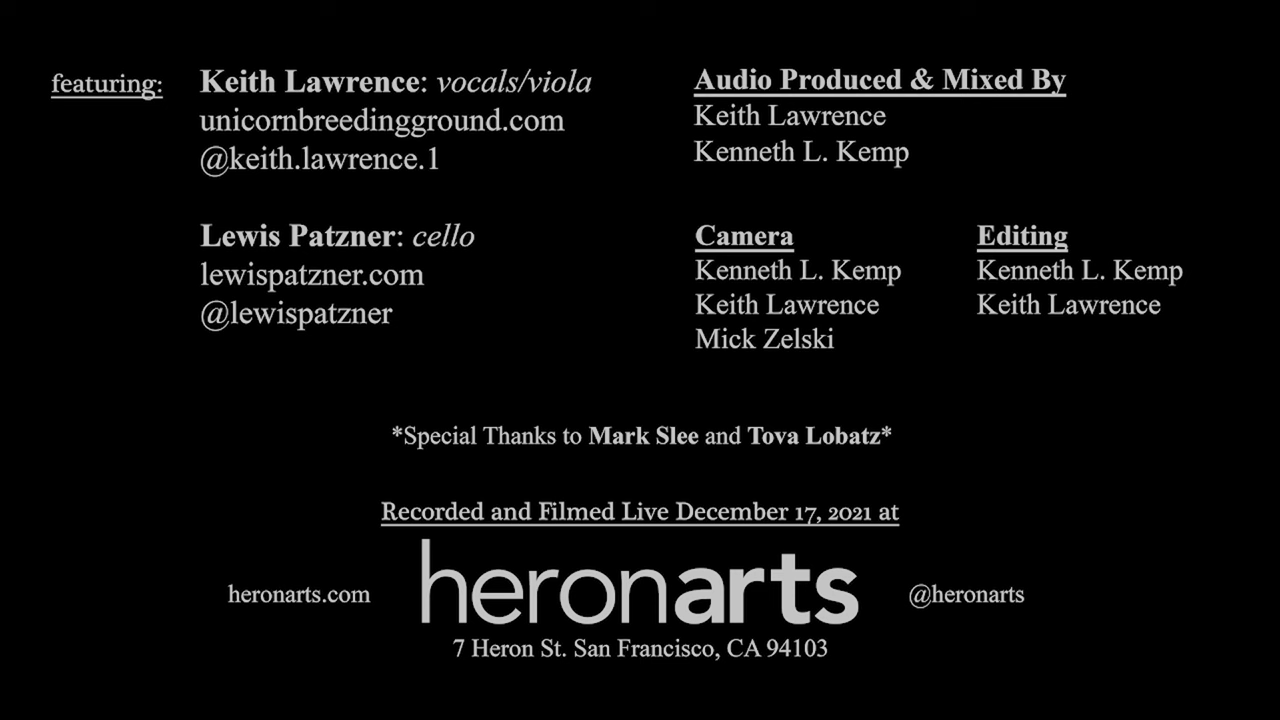 featuring:
Keith Lawrence: vocals/viola
unicornbreedingground.com
@keith.lawrence.1
Lewis Patzner: cello
lewispatzner.com
@lewispatzner
Audio Produced & Mixed By
Keith Lawrence
Kenneth L. Kemp
Camera
Kenneth L. Kemp
Keith Lawrence
Mick Zelski
Editing
Kenneth L. Kemp
Keith Lawrence
*Special Thanks to Mark Slee and Tova Lobatz*
Recorded and Filmed Live December 17, 2021 at
heronarts.com
heronarts
@heronarts
7 Heron St. San Francisco, CA 94103